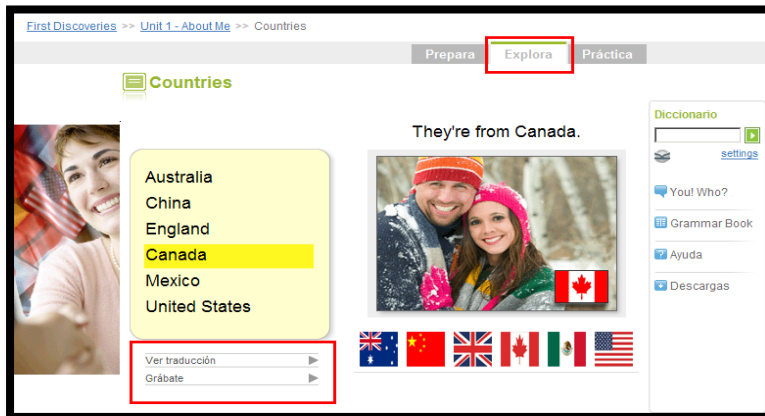 First Discoveries >> Unit 1 - About Me >> Countries
Prepara Explora Práctica
Countries
They're from Canada.
Australia
China
England
Canada
Mexico
United States
Ver traducción
Grábate
Diccionario
settings
You! Who?
Grammar Book
Ayuda
Descargas